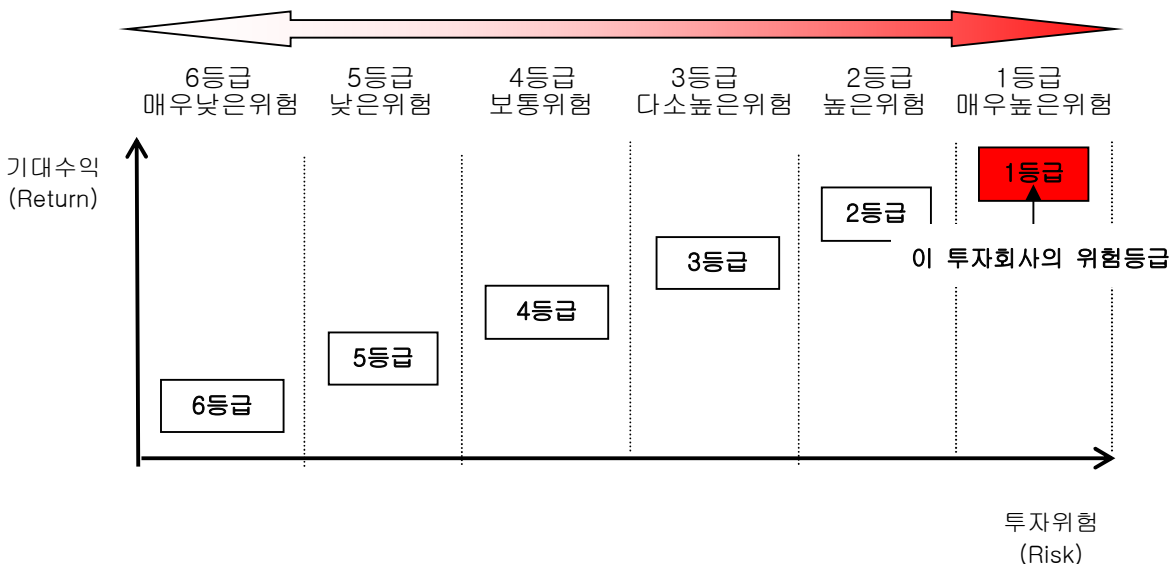 6등급 5등급 4등급 3등급 2등급 1등급
매우낮은위험 낮은위험 보통위험 다소높은위험 높은위험 매우높은위험
기대수익
(Return)
1등급
2등급
이 투자회사의 위험등급
3등급
4등급
5등급
6등급
투자위험
(Risk)